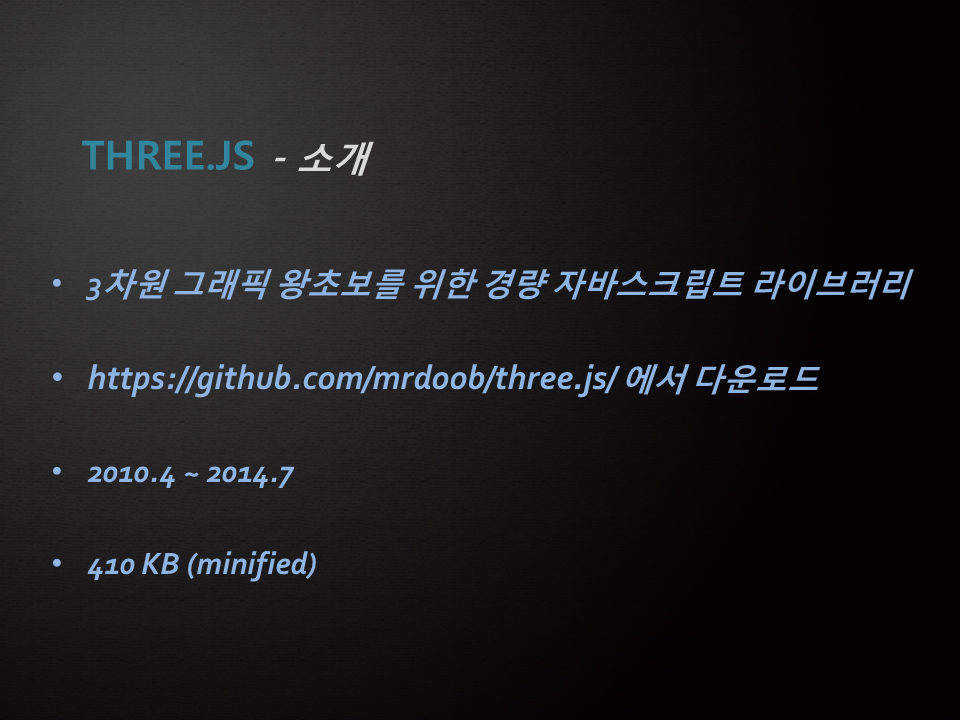 THREE.JS - 소개
• 3차원 그래픽 왕초보를 위한 경량 자바스크립트 라이브러리
• https://github.com/mrdoob/three.js/ 에서 다운로드
• 2010.4 ~ 2014.7
• 410 KB (minified)